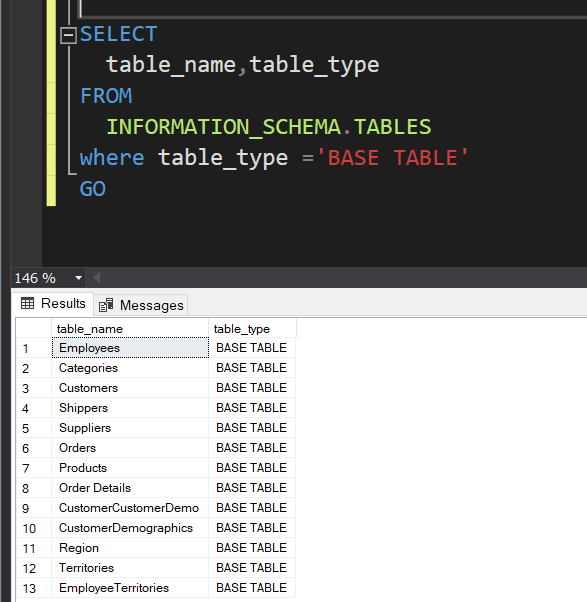 SELECT
table_name,table_type
FROM
INFORMATION_SCHEMA.TABLES
where table_type ='BASE TABLE'
GO
146 %
Results Messages
table_name table_type
1 Employees BASE TABLE
2 Categories BASE TABLE
3 Customers BASE TABLE
4 Shippers BASE TABLE
5 Suppliers BASE TABLE
6 Orders BASE TABLE
7 Products BASE TABLE
8 Order Details BASE TABLE
9 CustomerCustomerDemo BASE TABLE
10 CustomerDemographics BASE TABLE
11 Region BASE TABLE
12 Territories BASE TABLE
13 EmployeeTerritories BASE TABLE